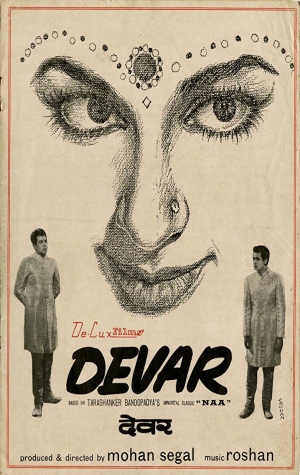 De-Lux Films'
DEVAR
BASED ON TARASHANKER BANDOPADYA'S IMMORTAL CLASSIC "NAA"
देवर
produced & directed by mohan segal music roshan